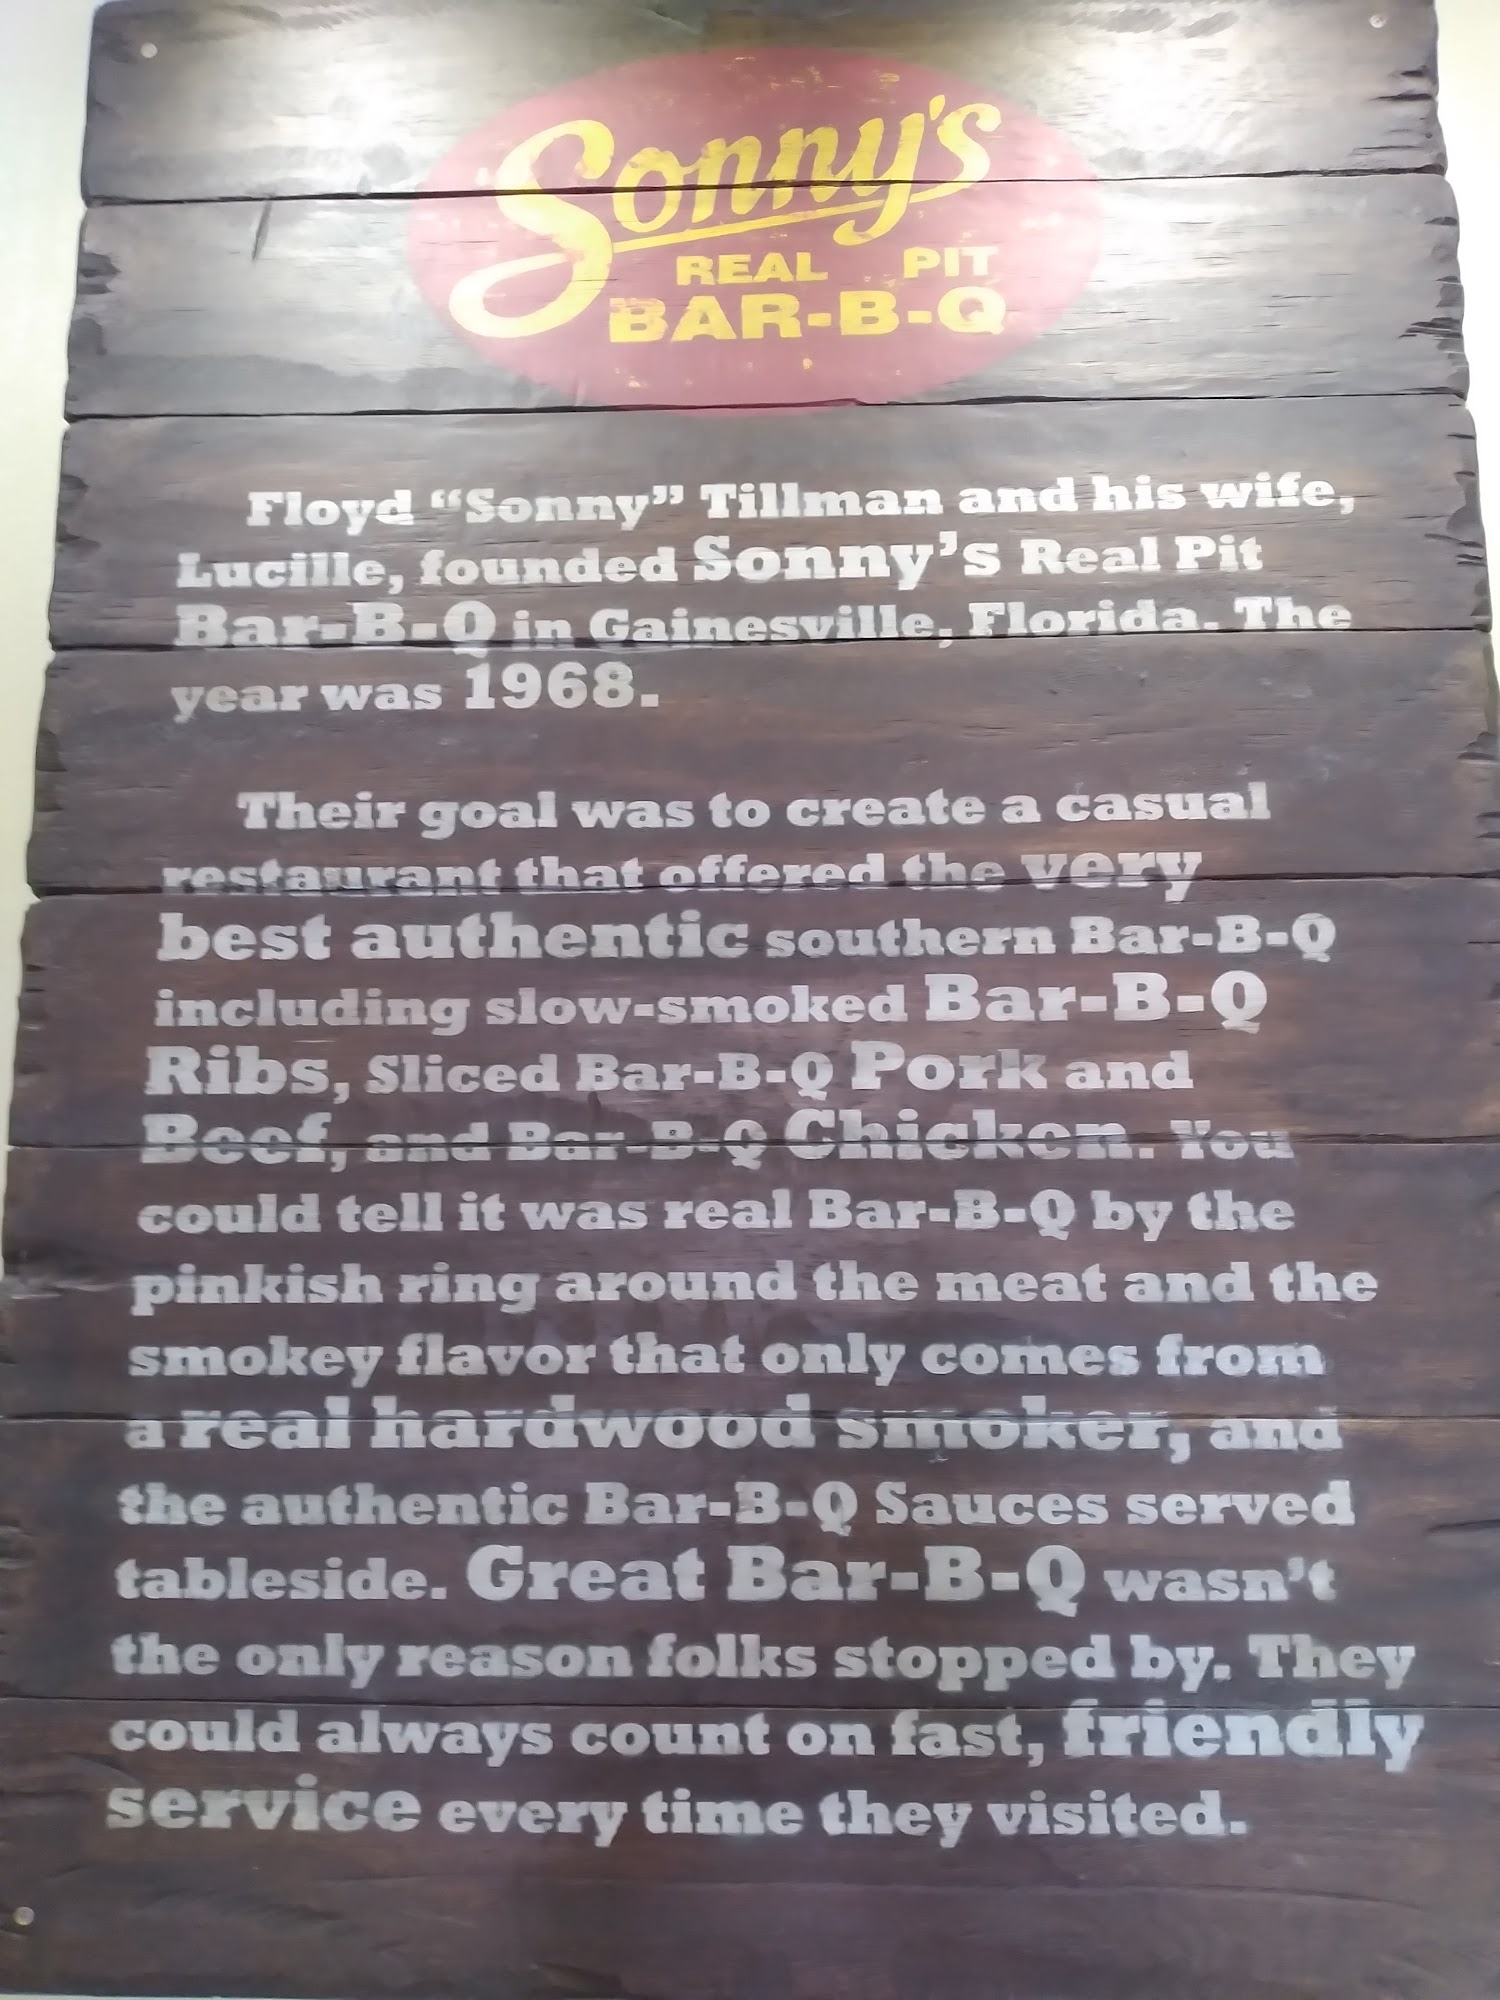 Sonny's
REAL PIT
BAR-B-Q
Floyd “Sonny” Tillman and his wife,
Lucille, founded Sonny’s Real Pit
Bar-B-Q in Gainesville, Florida. The
year was 1968.
Their goal was to create a casual
restaurant that offered the very
best authentic southern Bar-B-Q
including slow-smoked Bar-B-Q
Ribs, Sliced Bar-B-Q Pork and
Beef, and Bar-B-Q Chicken. You
could tell it was real Bar-B-Q by the
pinkish ring around the meat and the
smokey flavor that only comes from
a real hardwood smoker, and
the authentic Bar-B-Q Sauces served
tableside. Great Bar-B-Q wasn’t
the only reason folks stopped by. They
could always count on fast, friendly
service every time they visited.